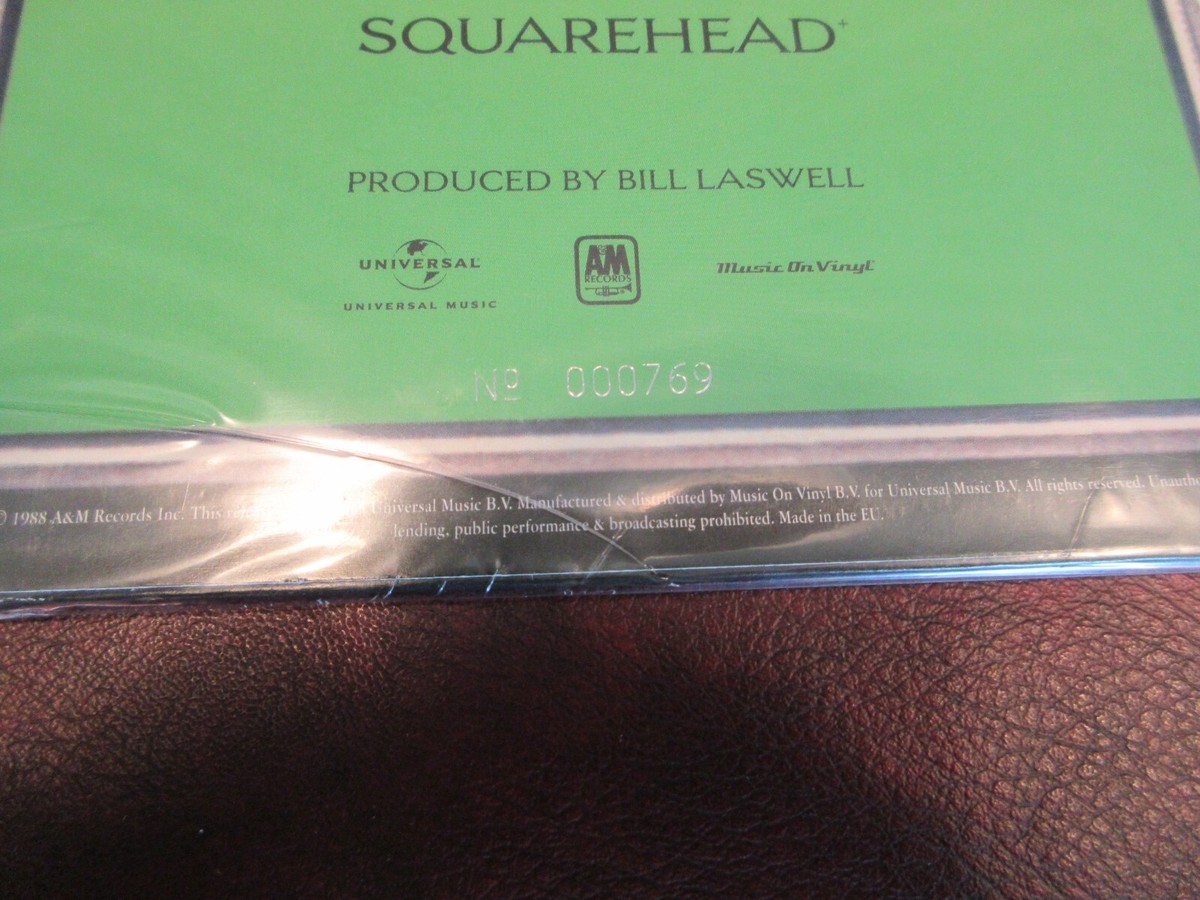 SQUAREHEAD+
PRODUCED BY BILL LASWELL
UNIVERSAL
UNIVERSAL MUSIC
A&M
RECORDS
Music On Vinyl
Nº 000769
© 1988 A&M Records Inc. This Universal Music B.V. Manufactured & distributed by Music On Vinyl B.V. for Universal Music B.V. All rights reserved. Unautho
lending, public performance & broadcasting prohibited. Made in the EU.